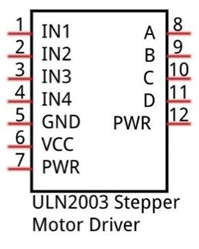 1 IN1 A 8
2 IN2 B 9
3 IN3 C 10
4 IN4 D 11
5 GND PWR 12
6 VCC
7 PWR
ULN2003 Stepper
Motor Driver